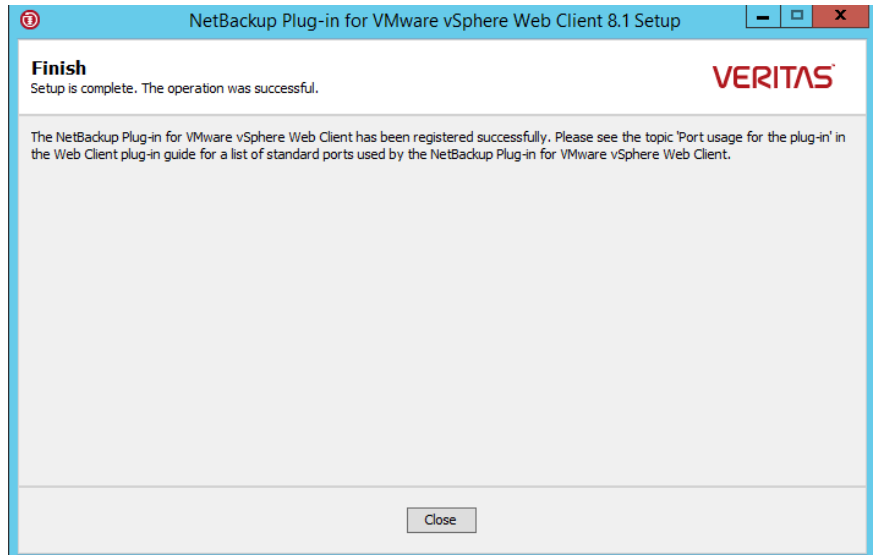 NetBackup Plug-in for VMware vSphere Web Client 8.1 Setup
Finish
Setup is complete. The operation was successful.
VERITAS
The NetBackup Plug-in for VMware vSphere Web Client has been registered successfully. Please see the topic 'Port usage for the plug-in' in
the Web Client plug-in guide for a list of standard ports used by the NetBackup Plug-in for VMware vSphere Web Client.
Close